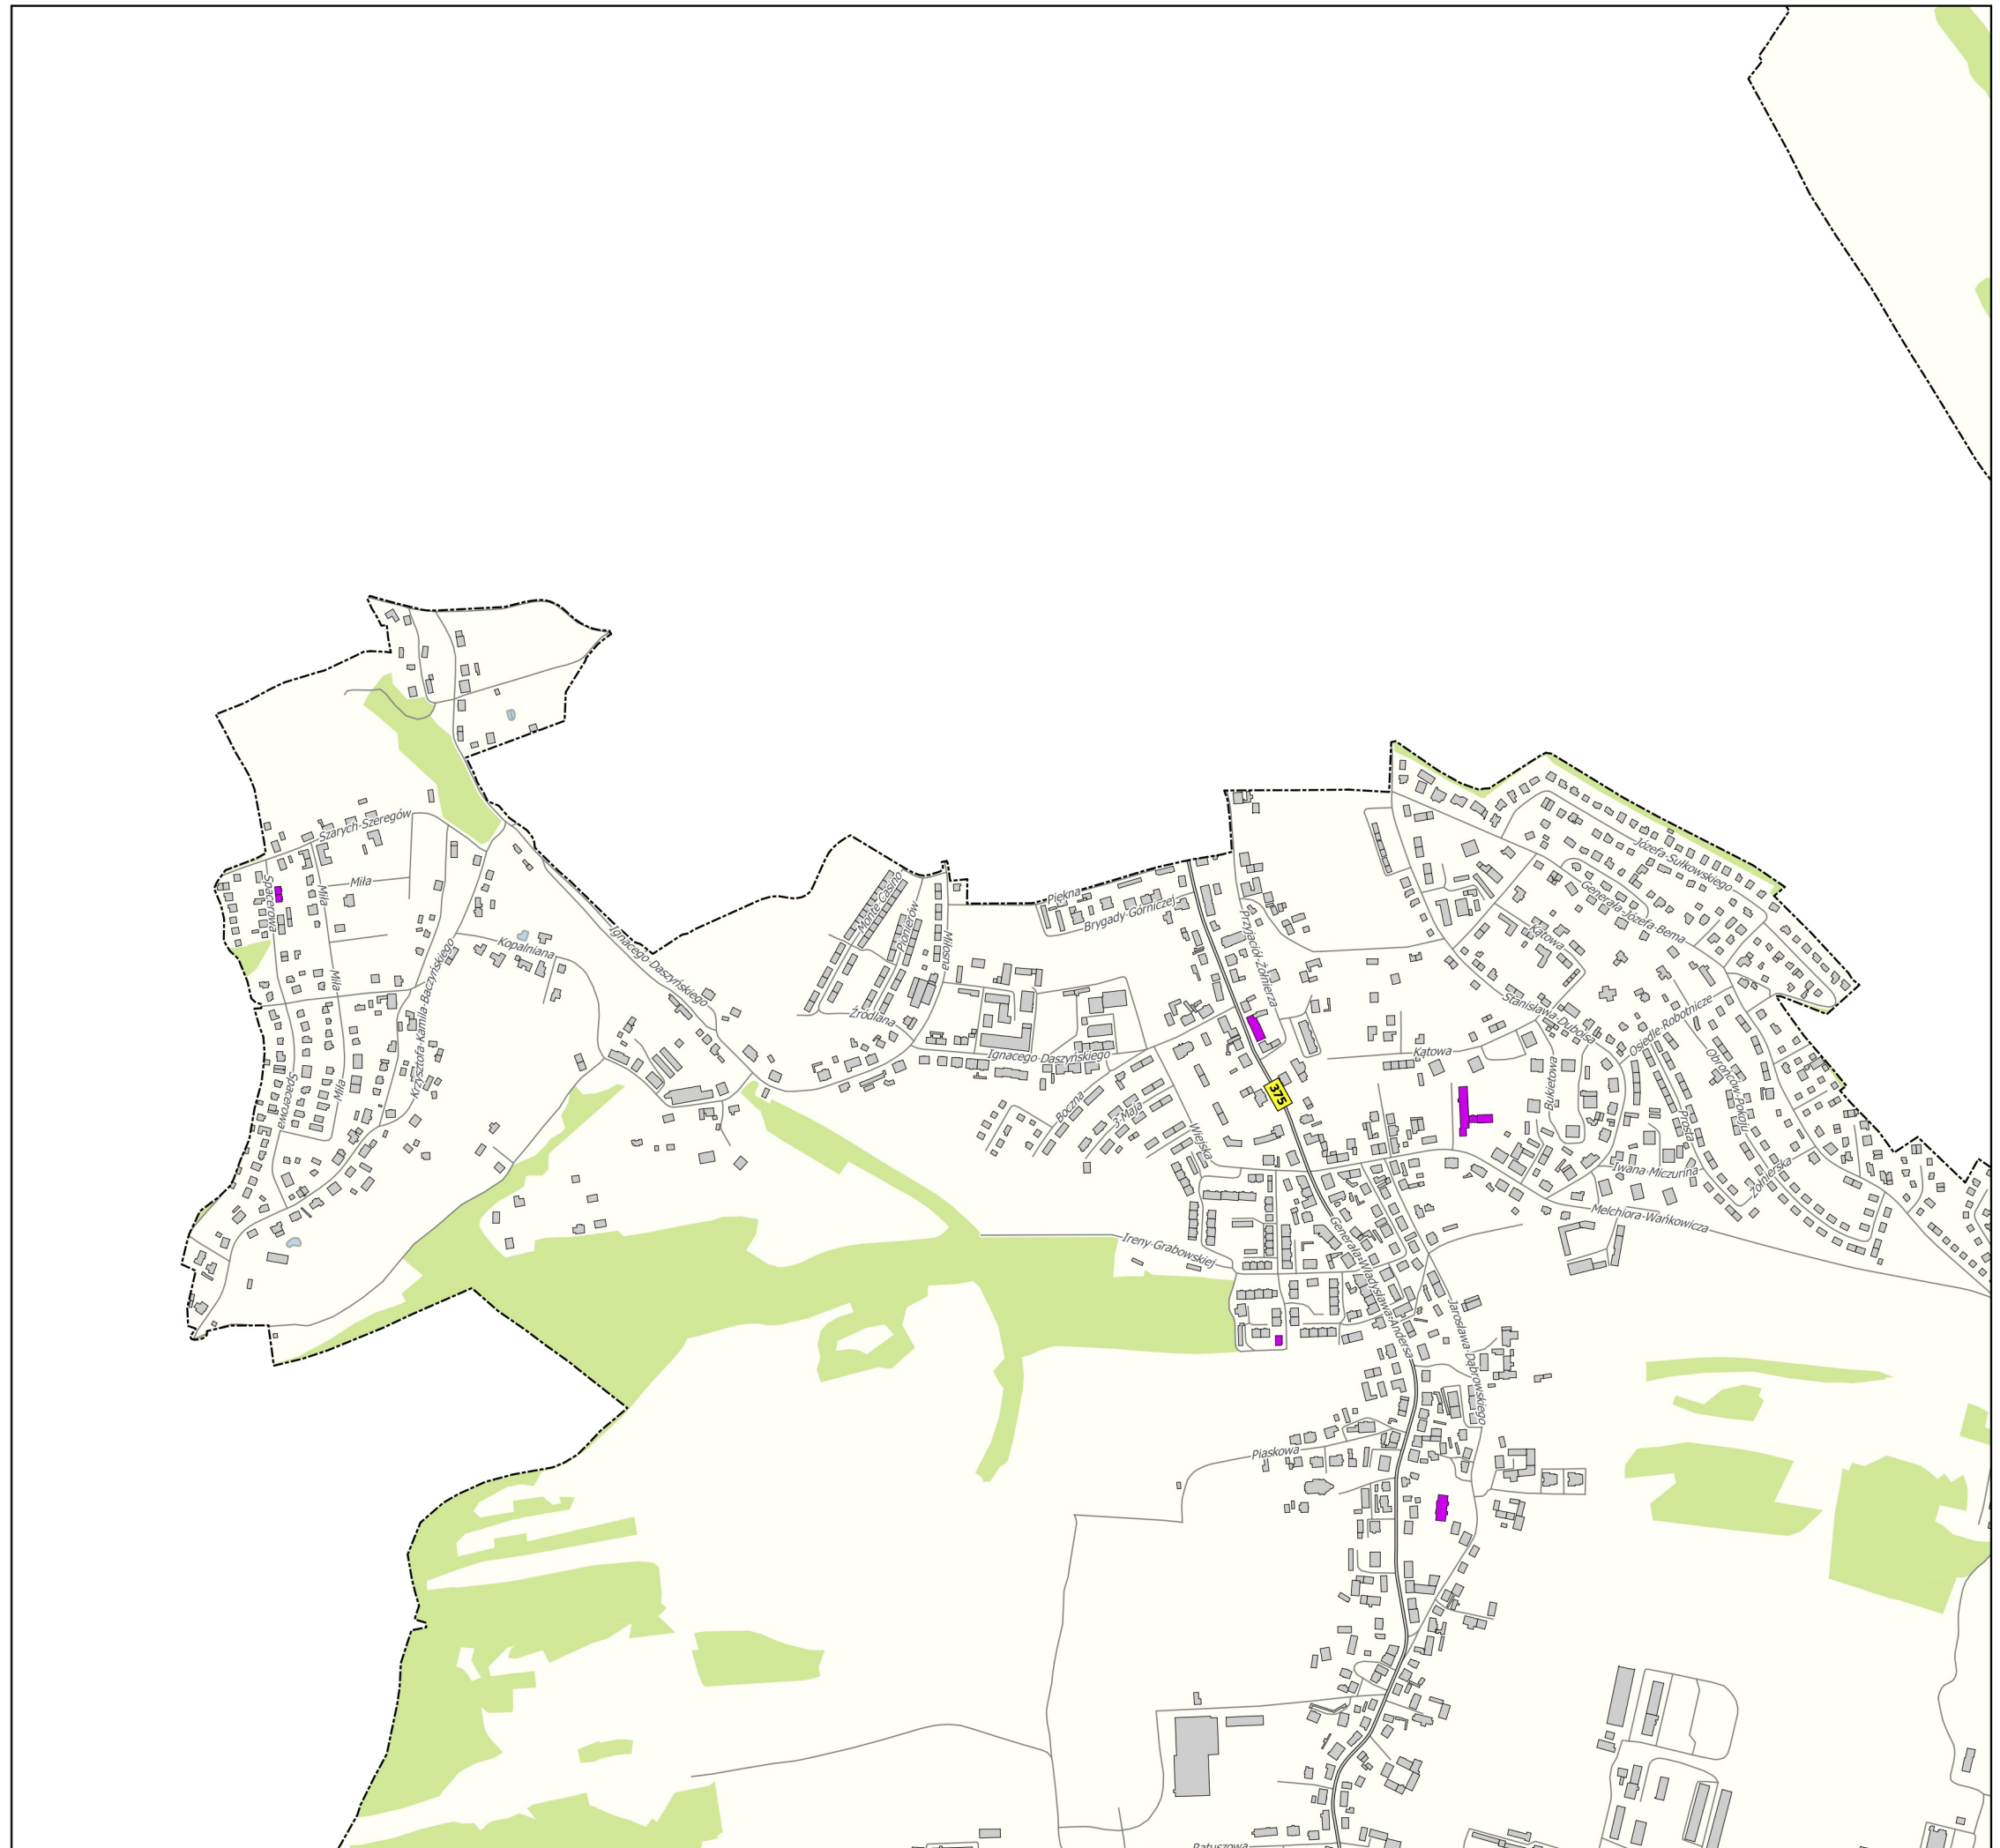 Szarych-Szeregów
Józefa-Sułkowskiego
Spacerowa
Miła
Miła
Monte-Casino
Piękna
Generała-Józefa-Bema
Brygady-Górniczej
Pionierów
Przyjaciół-Żołnierza
Kątowa
Miłosna
Kopalniana
Ignacego-Daszyńskiego
Krzysztofa-Kamila-Baczyńskiego
Miła
Źródlana
Stanisława-Dubois'a
Osiedle-Robotnicze
Ignacego-Daszyńskiego
Kątowa
Spacerowa
Miła
375
Bukietowa
Obrońców-Pokoju
Boczna
3-Maja
Prosta
Wiejska
Iwana-Miczurina
Żołnierska
Melchiora-Wańkowicza
Ireny-Grabowskiej
Generała-Władysława-Andersa
Jarosława-Dąbrowskiego
Piaskowa
Ratuszowa